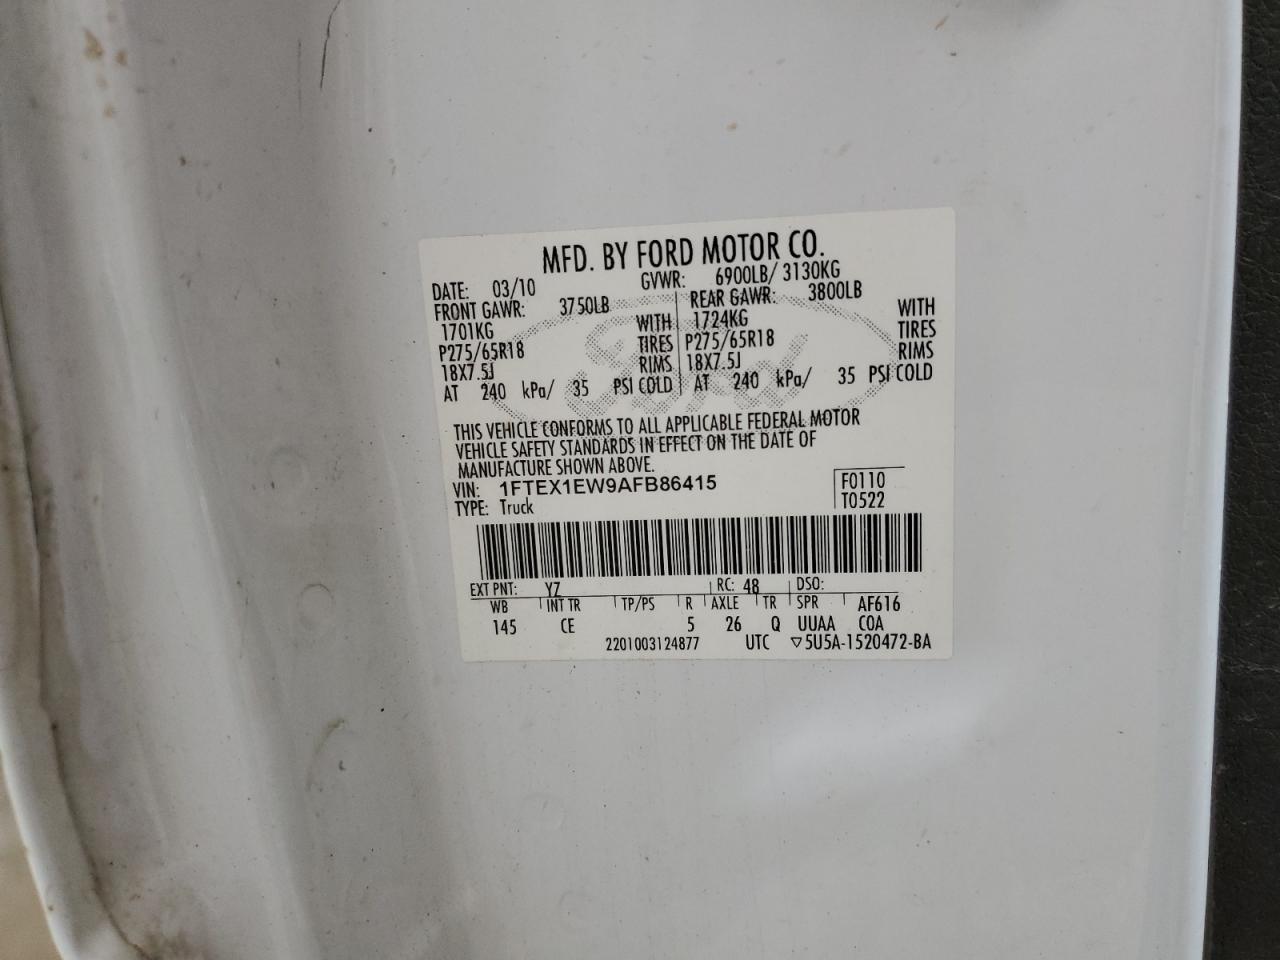 MFD. BY FORD MOTOR CO.
DATE: 03/10 GVWR: 6900LB/ 3130KG
FRONT GAWR: 3750LB REAR GAWR: 3800LB
1701KG WITH 1724KG WITH
P275/65R18 TIRES P275/65R18 TIRES
18X7.5J RIMS 18X7.5J RIMS
AT 240 kPa/ 35 PSI COLD AT 240 kPa/ 35 PSI COLD
Ford
THIS VEHICLE CONFORMS TO ALL APPLICABLE FEDERAL MOTOR
VEHICLE SAFETY STANDARDS IN EFFECT ON THE DATE OF
MANUFACTURE SHOWN ABOVE.
VIN: 1FTEX1EW9AFB86415 F0110
TYPE: Truck T0522
EXT PNT: YZ RC: 48 DSO:
WB INT TR TP/PS R AXLE TR SPR AF616
145 CE 5 26 Q UUAA COA
2201003124877 UTC ▽5U5A-1520472-BA